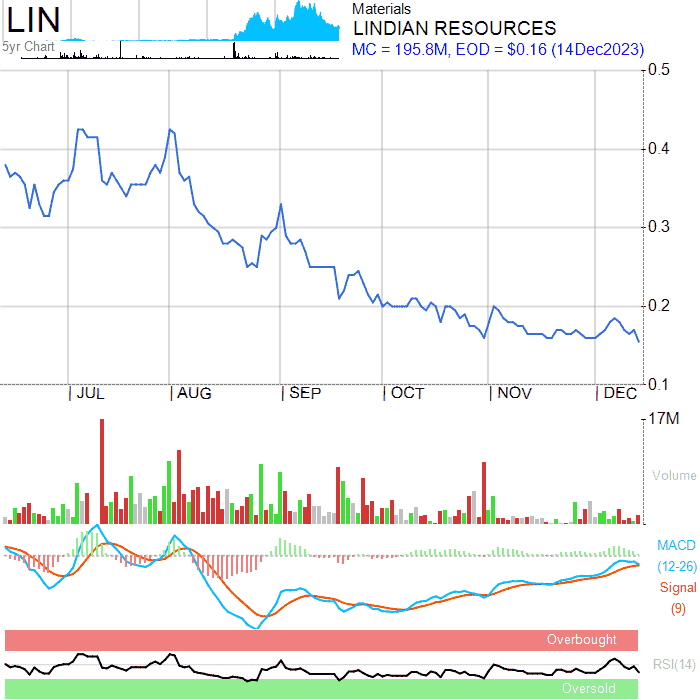 LIN
Materials
LINDIAN RESOURCES
5yr Chart
MC = 195.8M, EOD = $0.16 (14Dec2023)
0.5
0.4
0.3
0.2
0.1
JUL AUG SEP OCT NOV DEC
17M
Volume
MACD
(12-26)
Signal
(9)
Overbought
RSI(14)
Oversold